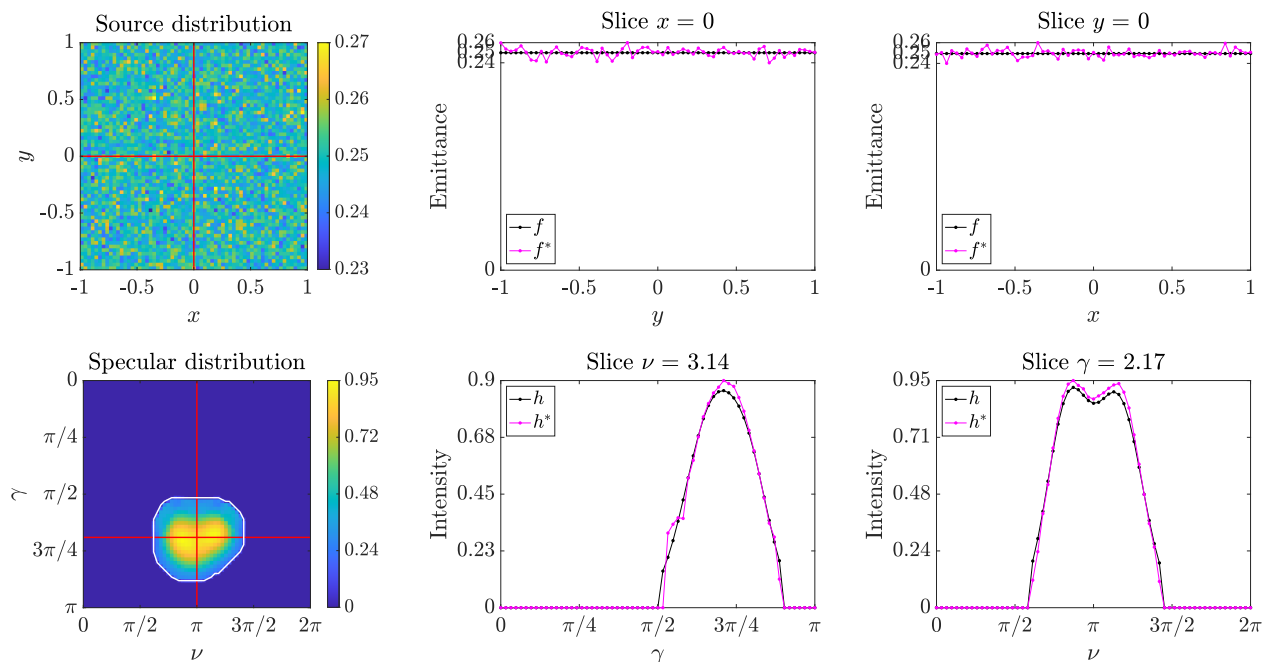 Source distribution
1
0.5
0
-0.5
-1
y
-1 -0.5 0 0.5 1
x
0.27
0.26
0.25
0.24
0.23
Slice x = 0
0.26
0.25
0.24
0
Emittance
f
f*
-1 -0.5 0 0.5 1
y
Slice y = 0
0.26
0.25
0.24
0
Emittance
f
f*
-1 -0.5 0 0.5 1
x
Specular distribution
0
π/4
π/2
3π/4
π
γ
0 π/2 π 3π/2 2π
ν
0.95
0.72
0.48
0.24
0
Slice ν = 3.14
0.9
0.68
0.45
0.23
0
Intensity
h
h*
0 π/4 π/2 3π/4 π
γ
Slice γ = 2.17
0.95
0.71
0.48
0.24
0
Intensity
h
h*
0 π/2 π 3π/2 2π
ν